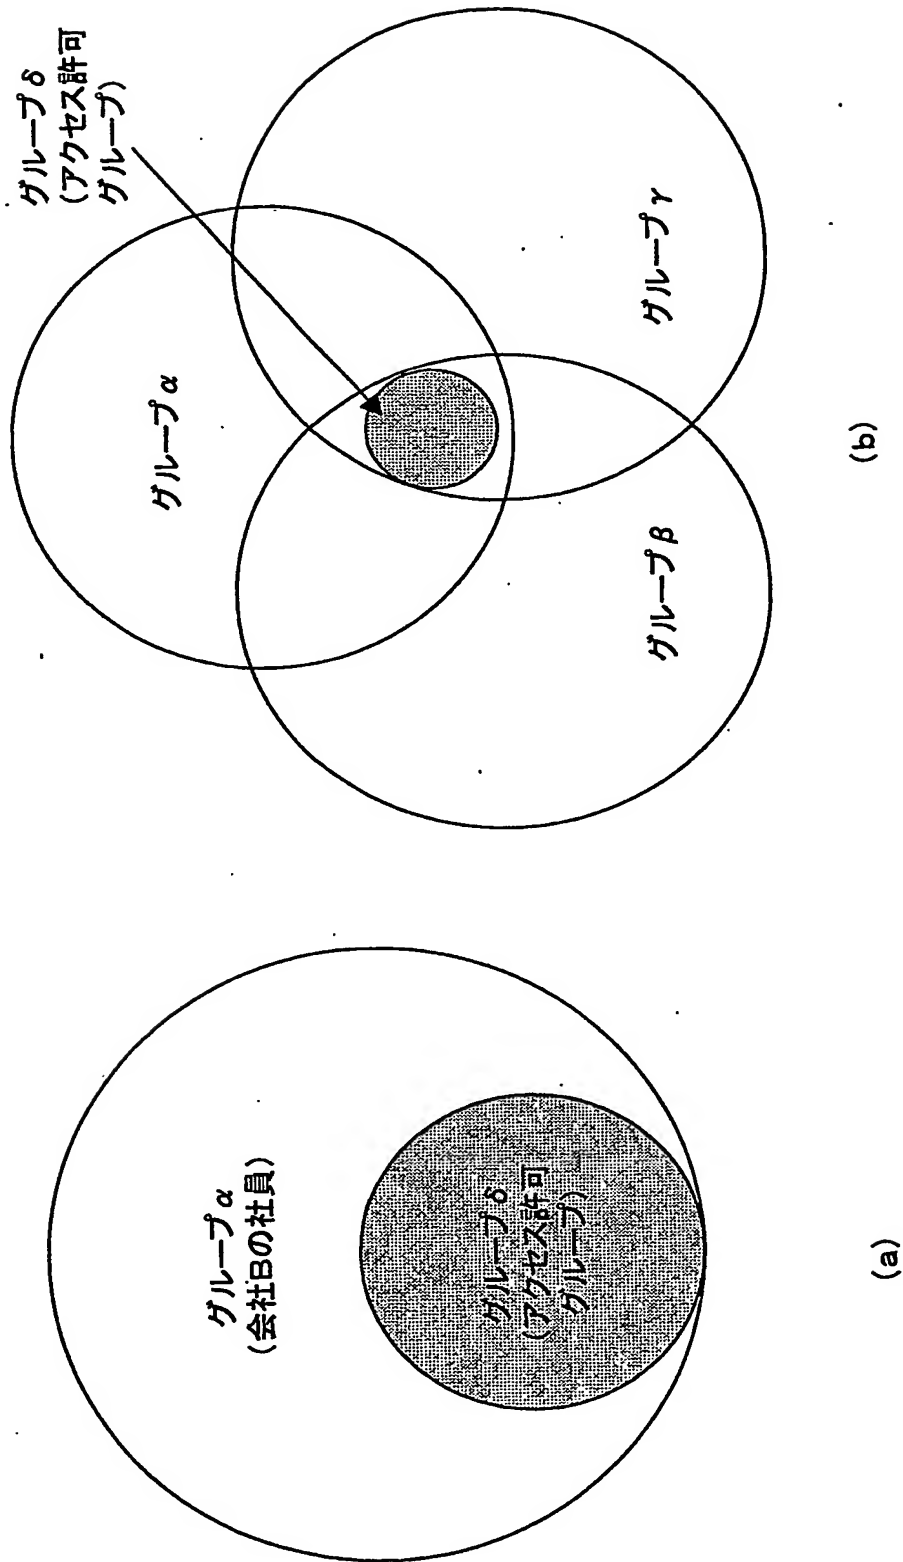 グループα
(会社Bの社員)
グループδ
(アクセス許可
グループ)
(a)
グループδ
(アクセス許可
グループ)
グループα
グループβ
グループγ
(b)